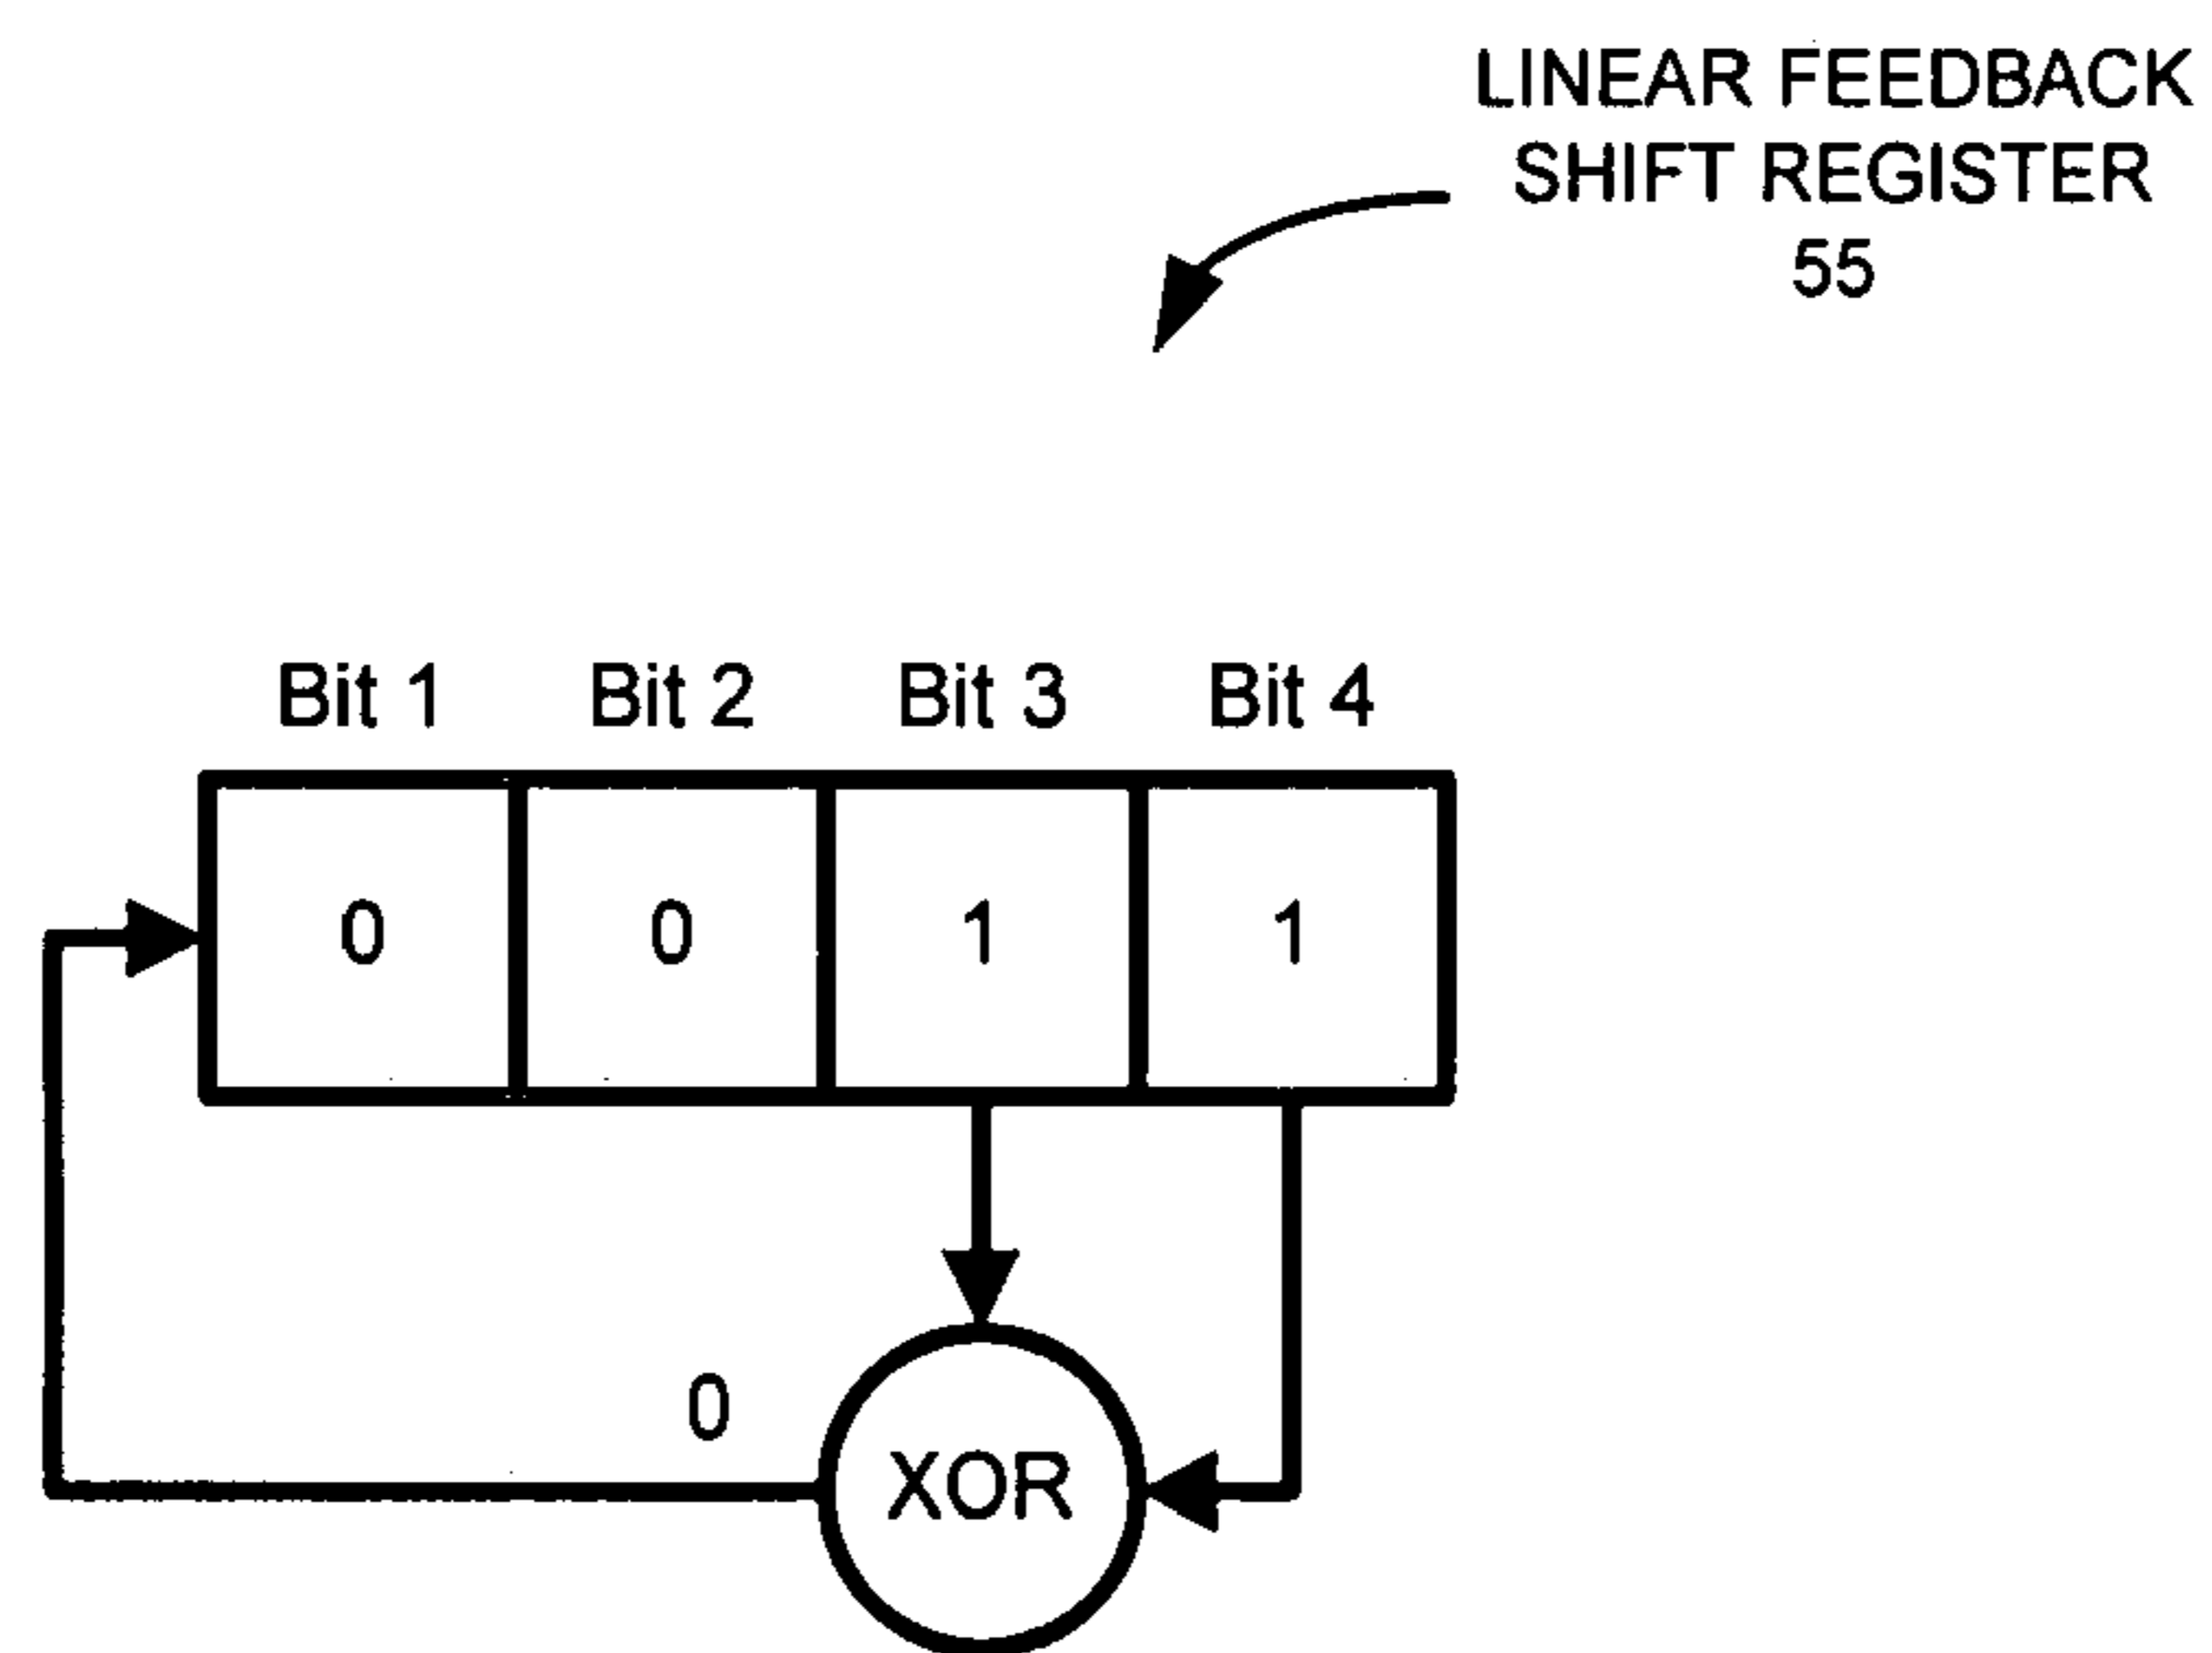 LINEAR FEEDBACK
SHIFT REGISTER
55
Bit 1 Bit 2 Bit 3 Bit 4
0 0 1 1
0
XOR